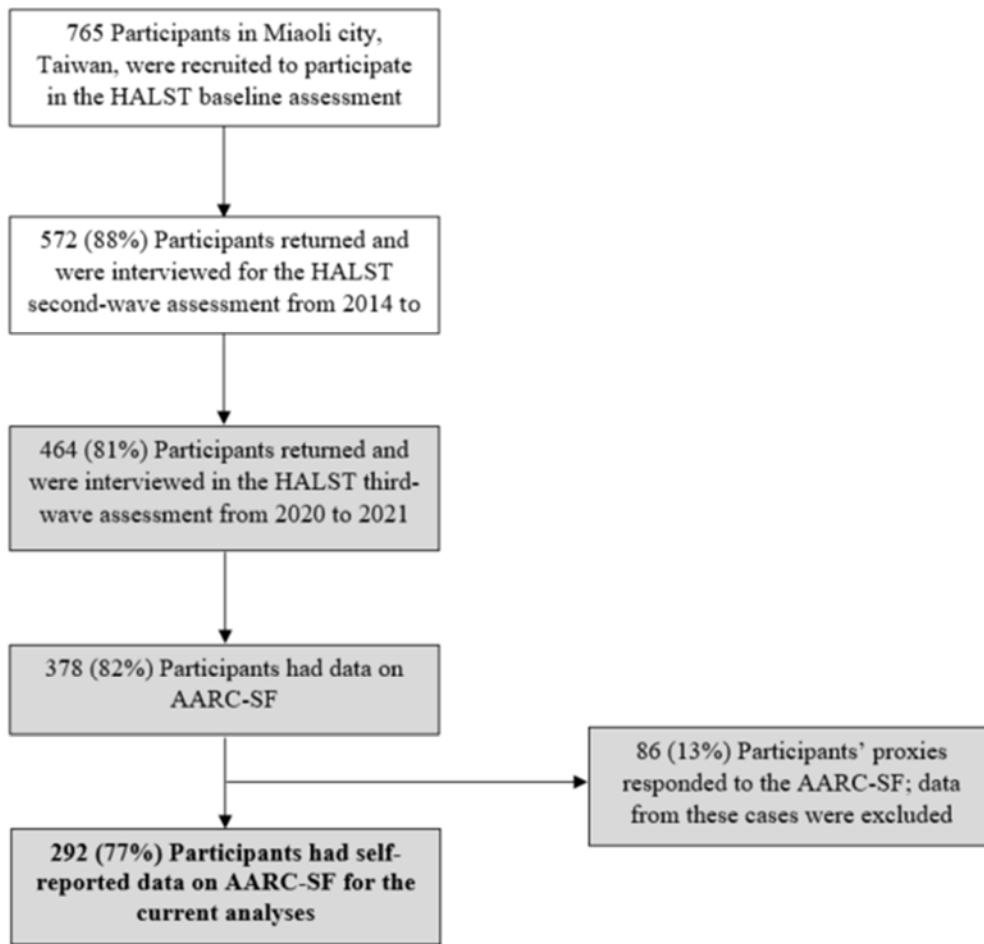 765 Participants in Miaoli city,
Taiwan, were recruited to participate
in the HALST baseline assessment
572 (88%) Participants returned and
were interviewed for the HALST
second-wave assessment from 2014 to
464 (81%) Participants returned and
were interviewed in the HALST third-
wave assessment from 2020 to 2021
378 (82%) Participants had data on
AARC-SF
86 (13%) Participants’ proxies
responded to the AARC-SF; data
from these cases were excluded
292 (77%) Participants had self-
reported data on AARC-SF for the
current analyses